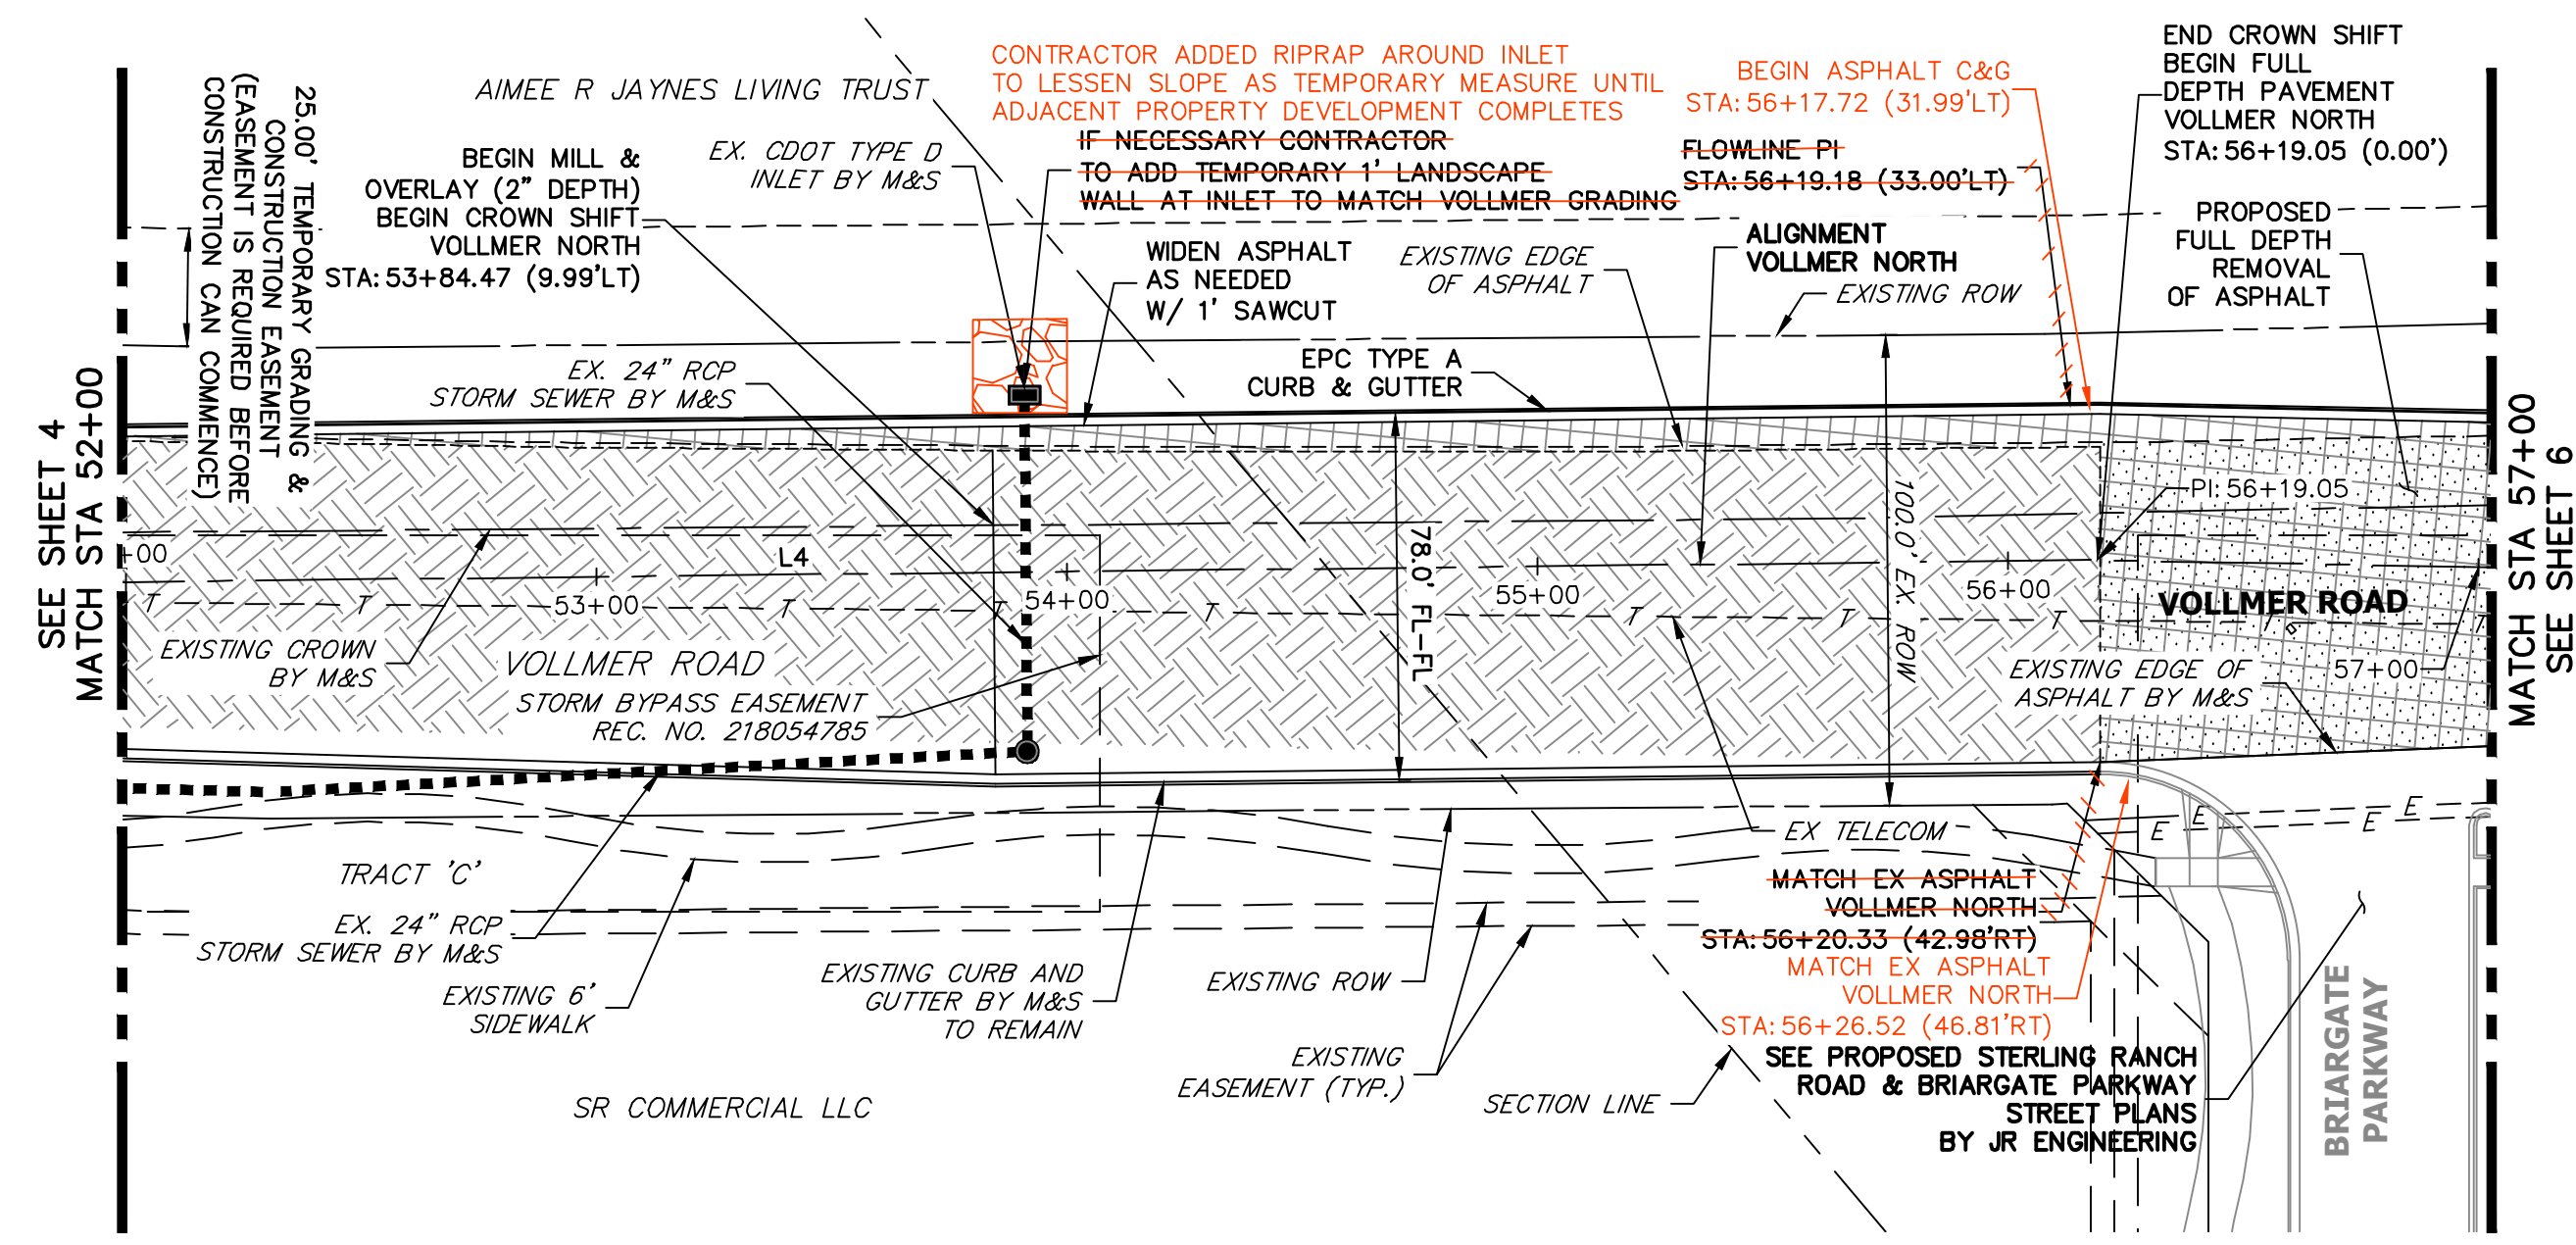 SEE SHEET 4
MATCH STA 52+00
25.00' TEMPORARY GRADING &
CONSTRUCTION EASEMENT
(EASEMENT IS REQUIRED BEFORE
CONSTRUCTION CAN COMMENCE)
AIMEE R JAYNES LIVING TRUST
BEGIN MILL &
OVERLAY (2" DEPTH)
BEGIN CROWN SHIFT
VOLLMER NORTH
STA: 53+84.47 (9.99'LT)
EX. CDOT TYPE D
INLET BY M&S
CONTRACTOR ADDED RIPRAP AROUND INLET
TO LESSEN SLOPE AS TEMPORARY MEASURE UNTIL
ADJACENT PROPERTY DEVELOPMENT COMPLETES
IF NECESSARY CONTRACTOR
TO ADD TEMPORARY 1' LANDSCAPE
WALL AT INLET TO MATCH VOLLMER GRADING
BEGIN ASPHALT C&G
STA: 56+17.72 (31.99'LT)
FLOWLINE PI
STA: 56+19.18 (33.00'LT)
END CROWN SHIFT
BEGIN FULL
DEPTH PAVEMENT
VOLLMER NORTH
STA: 56+19.05 (0.00')
PROPOSED
FULL DEPTH
REMOVAL
OF ASPHALT
WIDEN ASPHALT
AS NEEDED
W/ 1' SAWCUT
EXISTING EDGE
OF ASPHALT
ALIGNMENT
VOLLMER NORTH
EXISTING ROW
EX. 24" RCP
STORM SEWER BY M&S
EPC TYPE A
CURB & GUTTER
+00
L4
53+00
54+00
55+00
56+00
57+00
T T T T T T T T T T
PI: 56+19.05
78.0' FL-FL
100.0' EX. ROW
VOLLMER ROAD
EXISTING CROWN
BY M&S
VOLLMER ROAD
STORM BYPASS EASEMENT
REC. NO. 218054785
EXISTING EDGE OF
ASPHALT BY M&S
EX TELECOM
E E E E
TRACT 'C'
EX. 24" RCP
STORM SEWER BY M&S
EXISTING 6'
SIDEWALK
EXISTING CURB AND
GUTTER BY M&S
TO REMAIN
EXISTING ROW
EXISTING
EASEMENT (TYP.)
SECTION LINE
MATCH EX ASPHALT
VOLLMER NORTH
STA: 56+20.33 (42.98'RT)
MATCH EX ASPHALT
VOLLMER NORTH
STA: 56+26.52 (46.81'RT)
SEE PROPOSED STERLING RANCH
ROAD & BRIARGATE PARKWAY
STREET PLANS
BY JR ENGINEERING
SR COMMERCIAL LLC
BRIARGATE
PARKWAY
MATCH STA 57+00
SEE SHEET 6